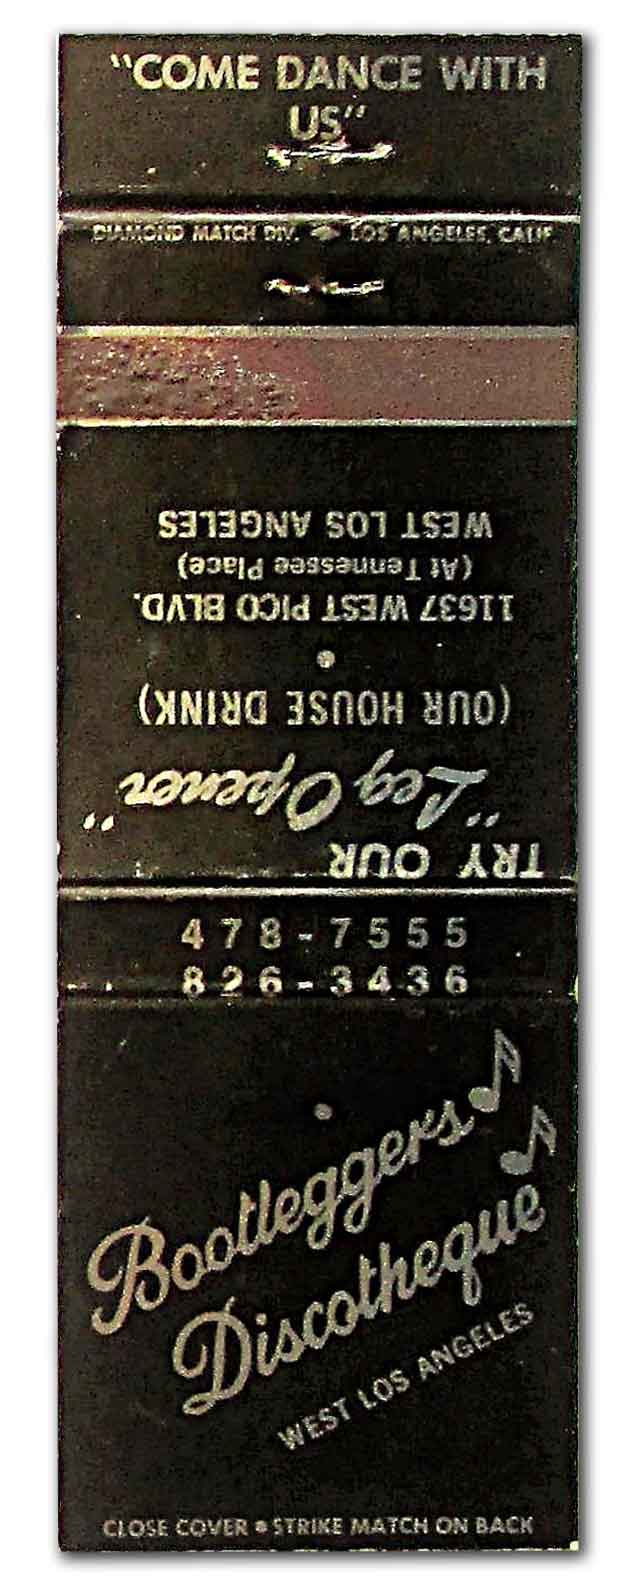 "COME DANCE WITH
US"
DIAMOND MATCH DIV. LOS ANGELES, CALIF
TRY OUR
"Leg Opener"
(OUR HOUSE DRINK)
•
11637 WEST PICO BLVD.
(At Tennessee Place)
WEST LOS ANGELES
478-7555
826-3436
Bootleggers
Discotheque
WEST LOS ANGELES
CLOSE COVER • STRIKE MATCH ON BACK